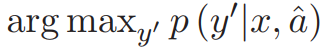 arg max_{y'} p (y'|x, â)